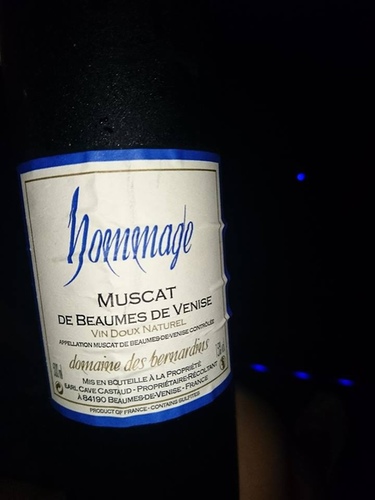 hommage
MUSCAT
DE BEAUMES DE VENISE
VIN DOUX NATUREL
APPELLATION MUSCAT DE BEAUMES-DE-VENISE CONTRÔLÉE
domaine des bernardins
MIS EN BOUTEILLE À LA PROPRIÉTÉ
SARL CAVE CASTAUD - PROPRIÉTAIRE-RÉCOLTANT
À 84190 BEAUMES-DE-VENISE - FRANCE
PRODUCT OF FRANCE - CONTAINS SULFITES